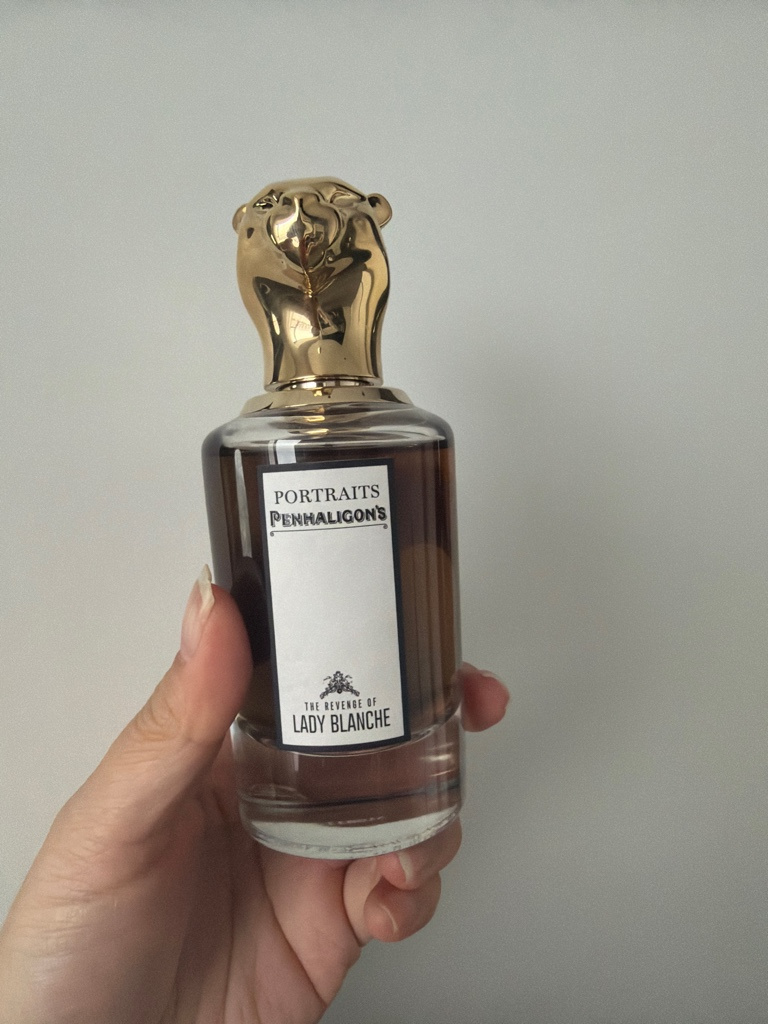 PORTRAITS
PENHALIGON'S
THE REVENGE OF
LADY BLANCHE